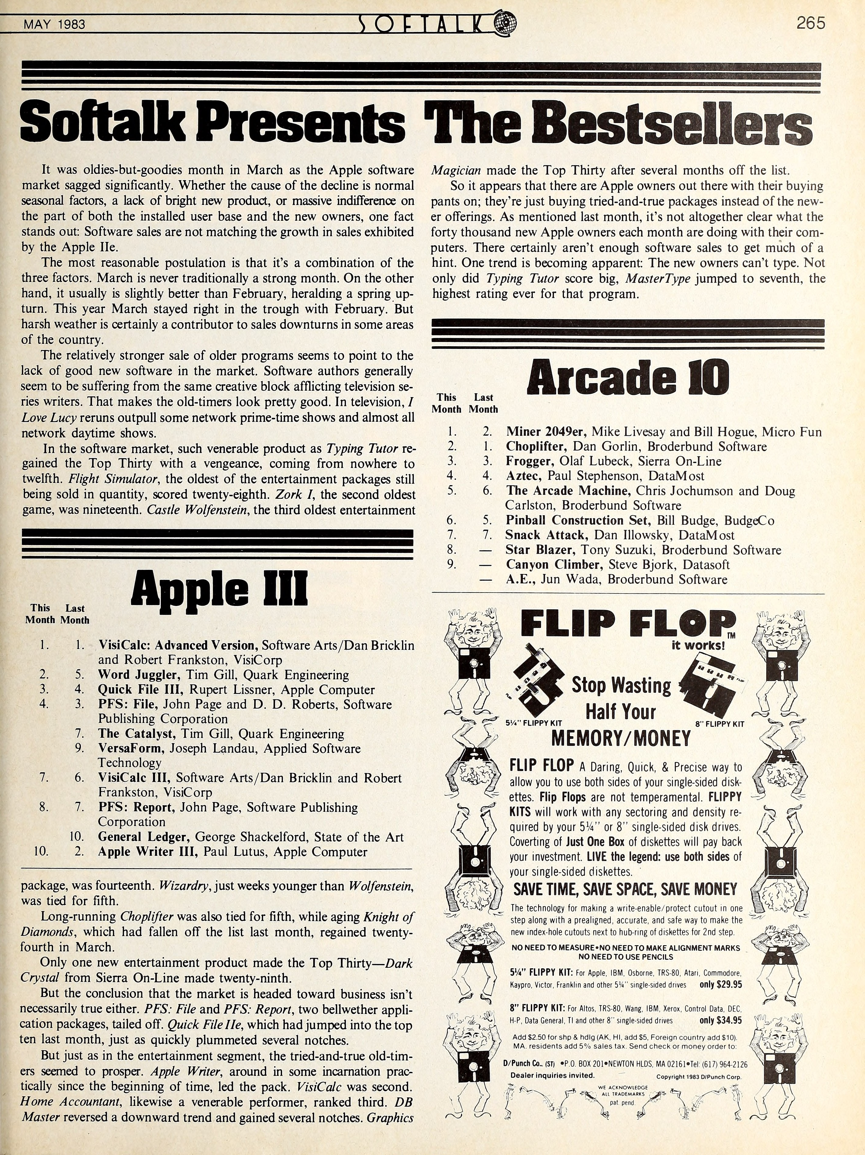 MAY 1983
SOFTALK
265
Softalk Presents The Bestsellers
It was oldies-but-goodies month in March as the Apple software
market sagged significantly. Whether the cause of the decline is normal
seasonal factors, a lack of bright new product, or massive indifference on
the part of both the installed user base and the new owners, one fact
stands out: Software sales are not matching the growth in sales exhibited
by the Apple IIe.
The most reasonable postulation is that it's a combination of the
three factors. March is never traditionally a strong month. On the other
hand, it usually is slightly better than February, heralding a spring up-
turn. This year March stayed right in the trough with February. But
harsh weather is certainly a contributor to sales downturns in some areas
of the country.
The relatively stronger sale of older programs seems to point to the
lack of good new software in the market. Software authors generally
seem to be suffering from the same creative block afflicting television se-
ries writers. That makes the old-timers look pretty good. In television, I
Love Lucy reruns outpull some network prime-time shows and almost all
network daytime shows.
In the software market, such venerable product as Typing Tutor re-
gained the Top Thirty with a vengeance, coming from nowhere to
twelfth. Flight Simulator, the oldest of the entertainment packages still
being sold in quantity, scored twenty-eighth. Zork I, the second oldest
game, was nineteenth. Castle Wolfenstein, the third oldest entertainment
Apple III
This Last
Month Month
1. 1. VisiCalc: Advanced Version, Software Arts/Dan Bricklin
and Robert Frankston, VisiCorp
2. 5. Word Juggler, Tim Gill, Quark Engineering
3. 4. Quick File III, Rupert Lissner, Apple Computer
4. 3. PFS: File, John Page and D. D. Roberts, Software
Publishing Corporation
7. The Catalyst, Tim Gill, Quark Engineering
9. VersaForm, Joseph Landau, Applied Software
Technology
7. 6. VisiCalc III, Software Arts/Dan Bricklin and Robert
Frankston, VisiCorp
8. 7. PFS: Report, John Page, Software Publishing
Corporation
10. General Ledger, George Shackelford, State of the Art
10. 2. Apple Writer III, Paul Lutus, Apple Computer
package, was fourteenth. Wizardry, just weeks younger than Wolfenstein,
was tied for fifth.
Long-running Choplifter was also tied for fifth, while aging Knight of
Diamonds, which had fallen off the list last month, regained twenty-
fourth in March.
Only one new entertainment product made the Top Thirty—Dark
Crystal from Sierra On-Line made twenty-ninth.
But the conclusion that the market is headed toward business isn't
necessarily true either. PFS: File and PFS: Report, two bellwether appli-
cation packages, tailed off. Quick File IIe, which had jumped into the top
ten last month, just as quickly plummeted several notches.
But just as in the entertainment segment, the tried-and-true old-tim-
ers seemed to prosper. Apple Writer, around in some incarnation prac-
tically since the beginning of time, led the pack. VisiCalc was second.
Home Accountant, likewise a venerable performer, ranked third. DB
Master reversed a downward trend and gained several notches. Graphics
Magician made the Top Thirty after several months off the list.
So it appears that there are Apple owners out there with their buying
pants on; they're just buying tried-and-true packages instead of the new-
er offerings. As mentioned last month, it's not altogether clear what the
forty thousand new Apple owners each month are doing with their com-
puters. There certainly aren't enough software sales to get much of a
hint. One trend is becoming apparent: The new owners can't type. Not
only did Typing Tutor score big, MasterType jumped to seventh, the
highest rating ever for that program.
Arcade 10
This Last
Month Month
1. 2. Miner 2049er, Mike Livesay and Bill Hogue, Micro Fun
2. 1. Choplifter, Dan Gorlin, Broderbund Software
3. 3. Frogger, Olaf Lubeck, Sierra On-Line
4. 4. Aztec, Paul Stephenson, DataMost
5. 6. The Arcade Machine, Chris Jochumson and Doug
Carlston, Broderbund Software
6. 5. Pinball Construction Set, Bill Budge, BudgeCo
7. 7. Snack Attack, Dan Illowsky, DataMost
8. — Star Blazer, Tony Suzuki, Broderbund Software
9. — Canyon Climber, Steve Bjork, Datasoft
— A.E., Jun Wada, Broderbund Software
FLIP FLOP TM
it works!
Stop Wasting
Half Your
5¼" FLIPPY KIT 8" FLIPPY KIT
MEMORY/MONEY
FLIP FLOP A Daring, Quick, & Precise way to
allow you to use both sides of your single-sided disk-
ettes. Flip Flops are not temperamental. FLIPPY
KITS will work with any sectoring and density re-
quired by your 5¼" or 8" single-sided disk drives.
Coverting of Just One Box of diskettes will pay back
your investment. LIVE the legend: use both sides of
your single-sided diskettes.
SAVE TIME, SAVE SPACE, SAVE MONEY
The technology for making a write-enable/protect cutout in one
step along with a prealigned, accurate, and safe way to make the
new index-hole cutouts next to hub-ring of diskettes for 2nd step.
NO NEED TO MEASURE•NO NEED TO MAKE ALIGNMENT MARKS
NO NEED TO USE PENCILS
5¼" FLIPPY KIT: For Apple, IBM, Osborne, TRS-80, Atari, Commodore,
Kaypro, Victor, Franklin and other 5¼" single-sided drives only $29.95
8" FLIPPY KIT: For Altos, TRS-80, Wang, IBM, Xerox, Control Data, DEC,
H-P, Data General, TI and other 8" single-sided drives only $34.95
Add $2.50 for shp & hdlg (AK, HI, add $5, Foreign country add $10).
MA. residents add 5% sales tax. Send check or money order to:
D/Punch Co., (ST) •P.O. BOX 201•NEWTON HLDS, MA 02161•Tel: (617) 964-2126
Dealer inquiries invited. Copyright 1983 D/Punch Corp.
WE ACKNOWLEDGE
ALL TRADEMARKS
pat. pend.